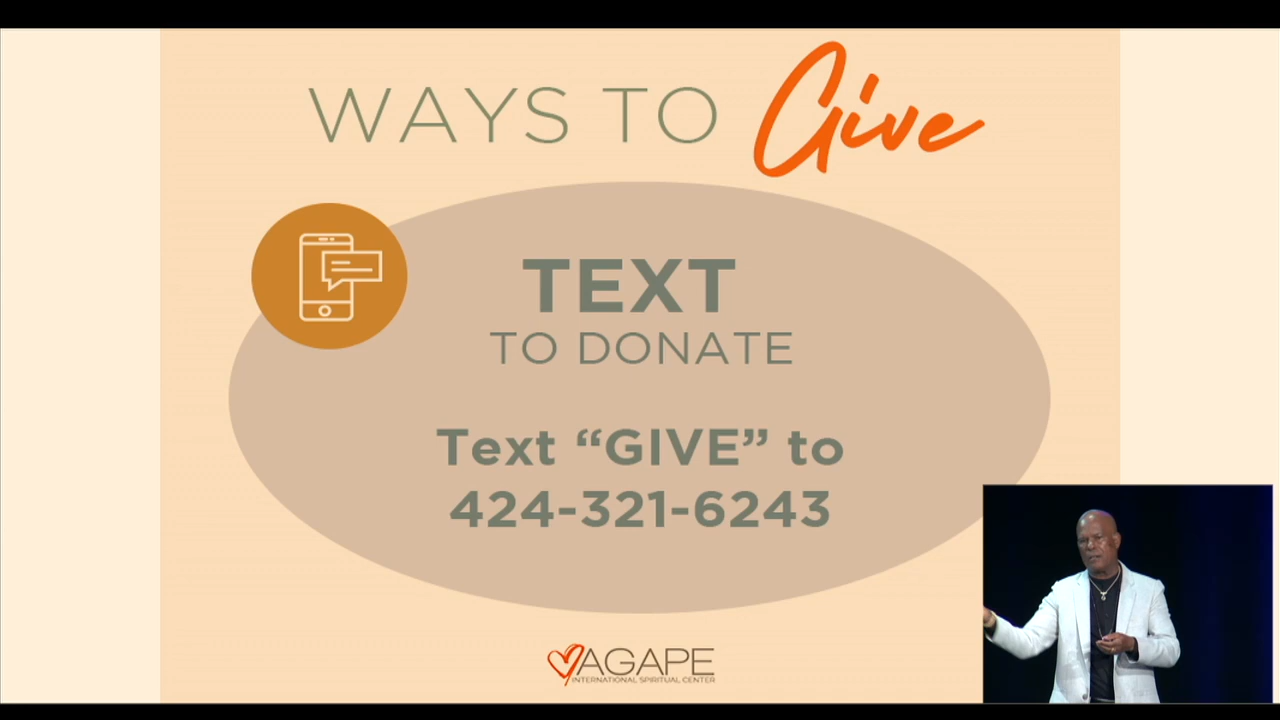 WAYS TO Give
TEXT
TO DONATE
Text “GIVE” to
424-321-6243
AGAPE
INTERNATIONAL SPIRITUAL CENTER